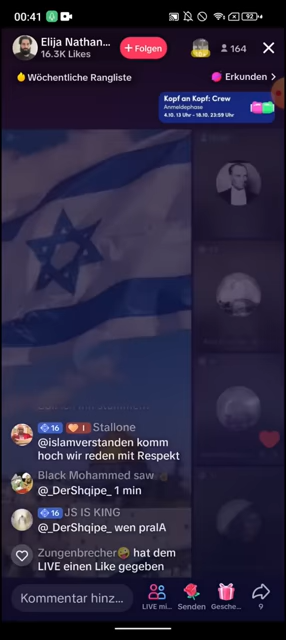 00:41
92
Elija Nathan...
16.3K Likes
+ Folgen
164
Wöchentliche Rangliste
Erkunden >
Kopf an Kopf: Crew
Anmeldephase
4.10. 13 Uhr - 18.10. 23:59 Uhr
16 I Stallone
@islamverstanden komm
hoch wir reden mit Respekt
Black Mohammed saw
@_DerShqipe_ 1 min
16 JS IS KING
@_DerShqipe_ wen pralA
Zungenbrecher🤪 hat dem
LIVE einen Like gegeben
Kommentar hinz...
LIVE mi...
Senden
Gesche...
9